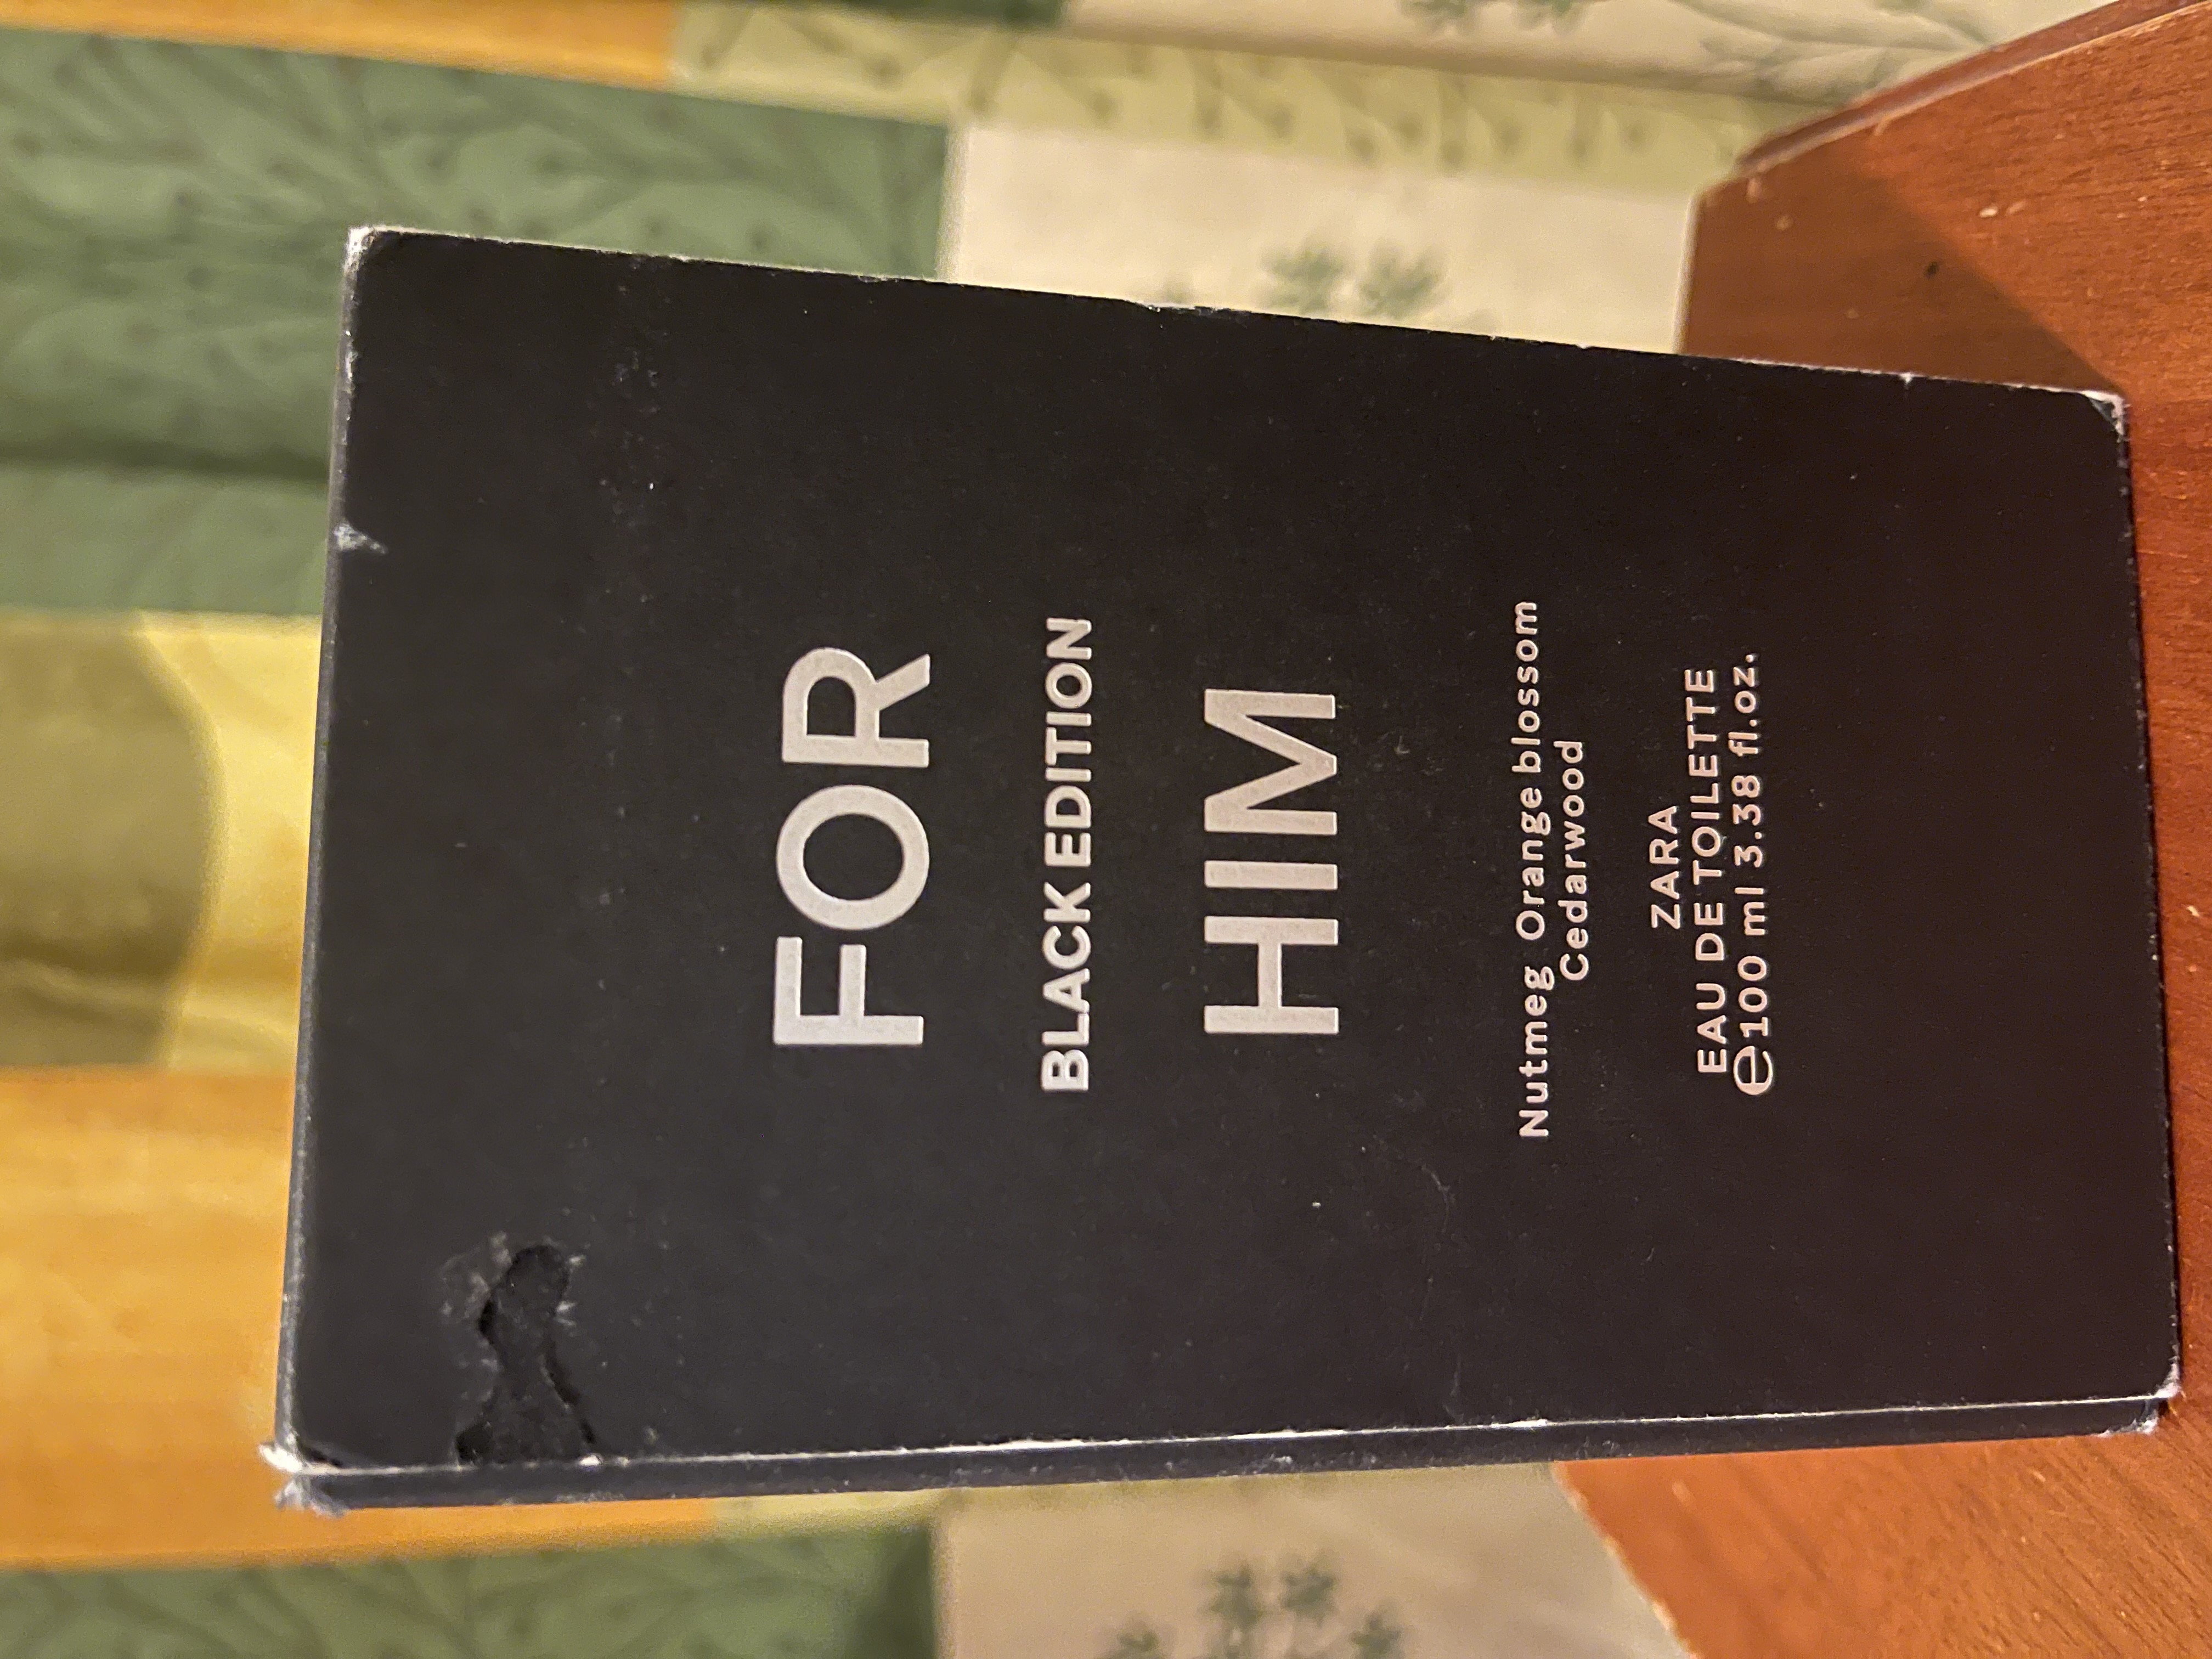 FOR
BLACK EDITION
HIM
Nutmeg Orange blossom
Cedarwood
ZARA
EAU DE TOILETTE
℮100 ml 3.38 fl.oz.